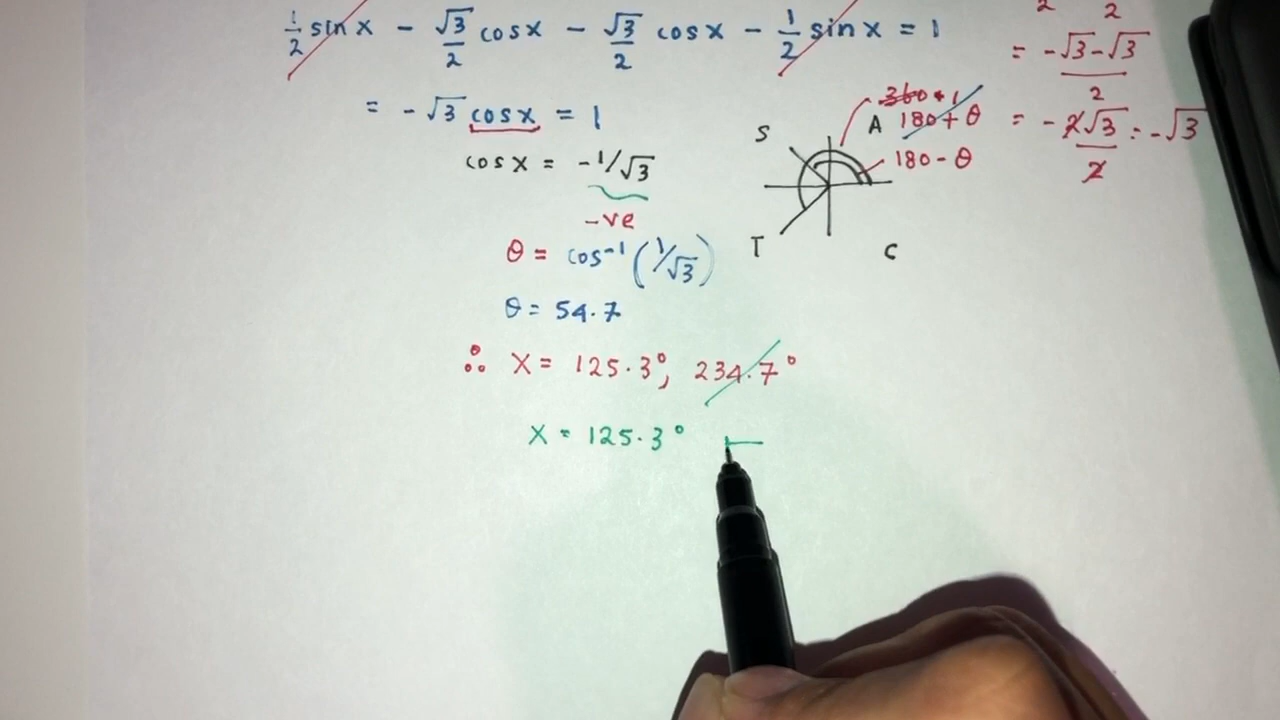 1/2 sin x - √3/2 cos x - √3/2 cos x - 1/2 sin x = 1
= -√3 cos x = 1
cos x = -1/√3
-ve
θ = cos⁻¹ (1/√3)
θ = 54.7
∴ x = 125.3°, 234.7°
x = 125.3°
S
A
T
C
180 + θ
180 - θ
2 2
= -√3-√3/2
= -2√3/2 = -√3